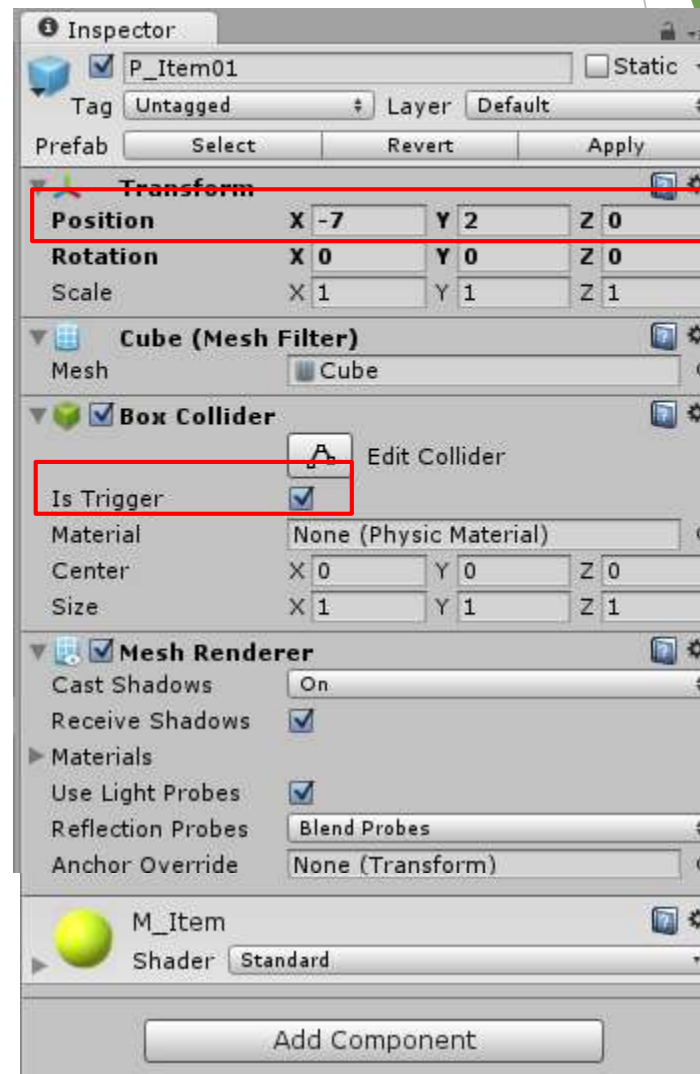 Inspector
P_Item01 Static
Tag Untagged Layer Default
Prefab Select Revert Apply
Transform
Position X -7 Y 2 Z 0
Rotation X 0 Y 0 Z 0
Scale X 1 Y 1 Z 1
Cube (Mesh Filter)
Mesh Cube
Box Collider
Edit Collider
Is Trigger
Material None (Physic Material)
Center X 0 Y 0 Z 0
Size X 1 Y 1 Z 1
Mesh Renderer
Cast Shadows On
Receive Shadows
Materials
Use Light Probes
Reflection Probes Blend Probes
Anchor Override None (Transform)
M_Item
Shader Standard
Add Component